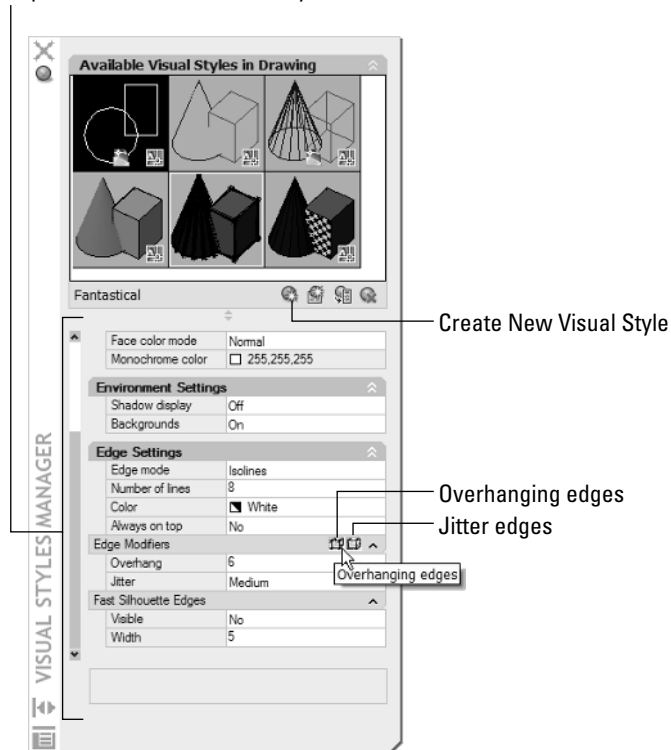 Available Visual Styles in Drawing
Fantastical
Create New Visual Style
Face color mode Normal
Monochrome color 255,255,255
Environment Settings
Shadow display Off
Backgrounds On
Edge Settings
Edge mode Isolines
Number of lines 8
Color White
Always on top No
Overhanging edges
Jitter edges
Edge Modifiers
Overhang 6
Overhanging edges
Jitter Medium
Fast Silhouette Edges
Visible No
Width 5
VISUAL STYLES MANAGER